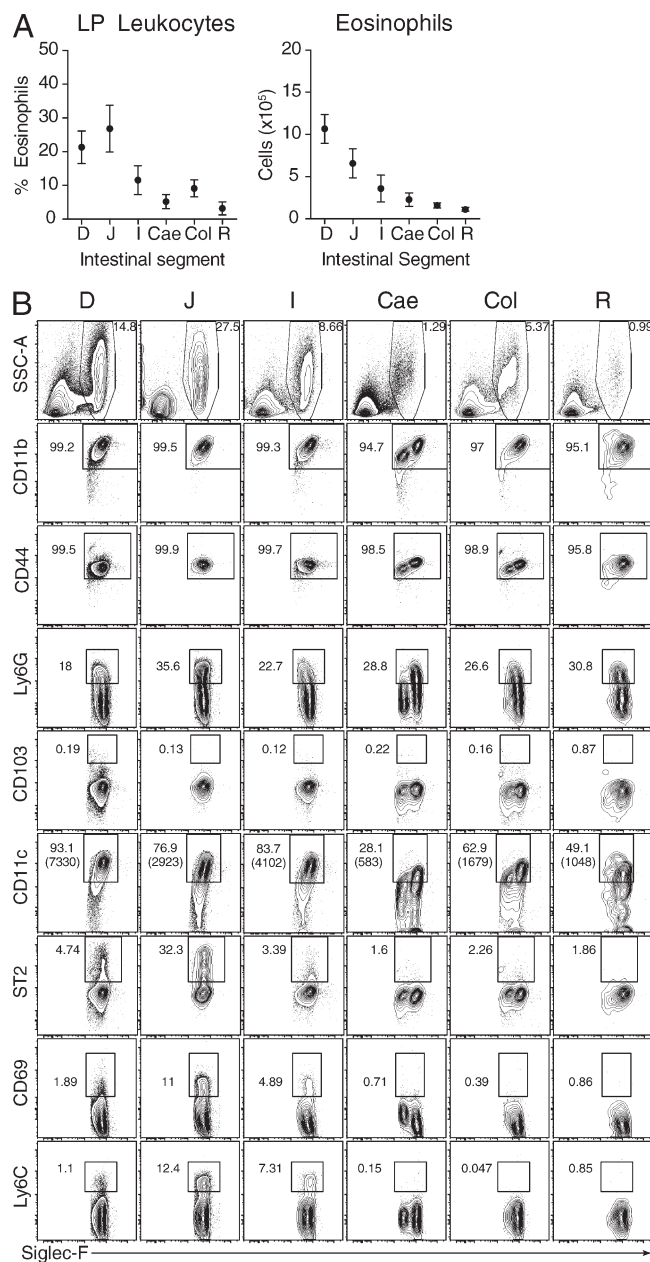 A
LP Leukocytes
Eosinophils
% Eosinophils
50
40
30
20
10
0
D J I Cae Col R
Intestinal segment
Cells (x10⁵)
20
15
10
5
0
D J I Cae Col R
Intestinal Segment
B
D J I Cae Col R
SSC-A
14.8 27.5 8.66 1.29 5.37 0.99
CD11b
99.2 99.5 99.3 94.7 97 95.1
CD44
99.5 99.9 99.7 98.5 98.9 95.8
Ly6G
18 35.6 22.7 28.8 26.6 30.8
CD103
0.19 0.13 0.12 0.22 0.16 0.87
CD11c
93.1 76.9 83.7 28.1 62.9 49.1
(7330) (2923) (4102) (583) (1679) (1048)
ST2
4.74 32.3 3.39 1.6 2.26 1.86
CD69
1.89 11 4.89 0.71 0.39 0.86
Ly6C
1.1 12.4 7.31 0.15 0.047 0.85
Siglec-F